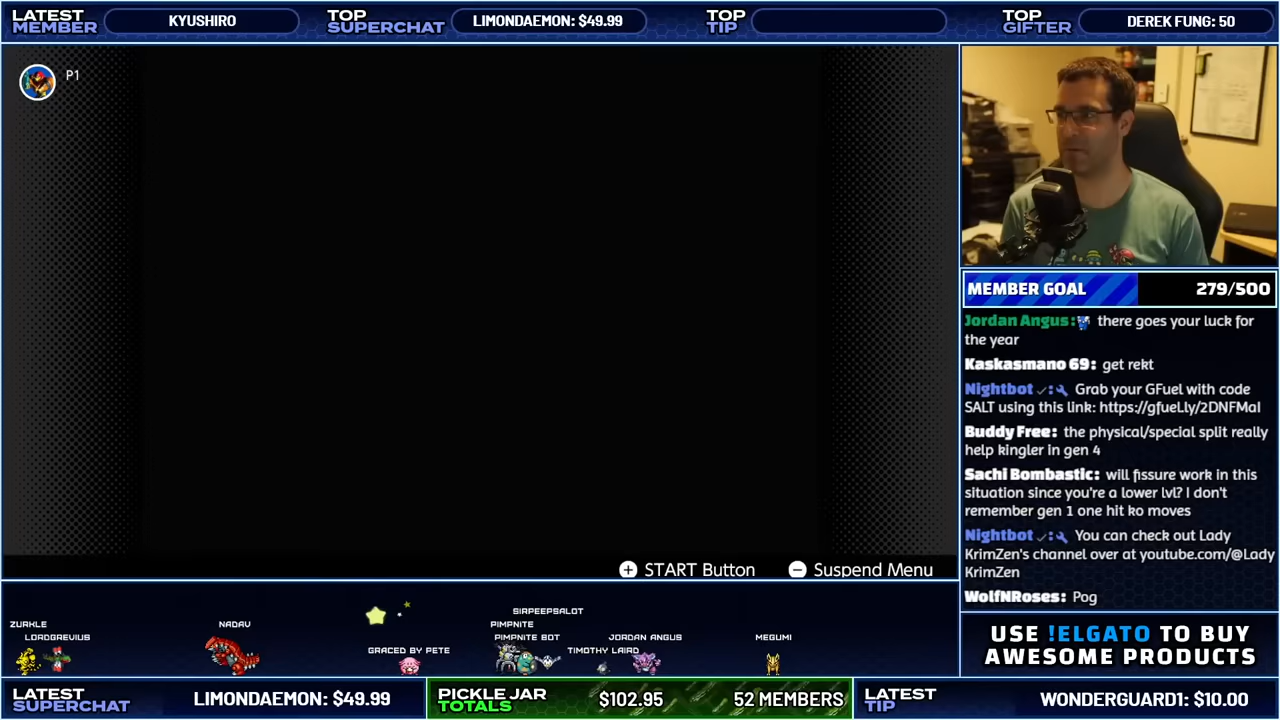 LATEST MEMBER KYUSHIRO
TOP SUPERCHAT LIMONDAEMON: $49.99
TOP TIP
TOP GIFTER DEREK FUNG: 50
P1
MEMBER GOAL 279/500
Jordan Angus: there goes your luck for
the year
Kaskasmano 69: get rekt
Nightbot ✓: Grab your GFuel with code
SALT using this link: https://gfuel.ly/2DNFMaI
Buddy Free: the physical/special split really
help kingler in gen 4
Sachi Bombastic: will fissure work in this
situation since you're a lower lvl? I don't
remember gen 1 one hit ko moves
Nightbot ✓: You can check out Lady
KrimZen's channel over at youtube.com/@Lady
KrimZen
WolfNRoses: Pog
+ START Button - Suspend Menu
ZURKLE
LORDGREVIUS
NADAV
GRACED BY PETE
SIRPEEPSALOT
PIMPNITE
PIMPNITE BOT
TIMOTHY LAIRD
JORDAN ANGUS
MEGUMI
USE !ELGATO TO BUY
AWESOME PRODUCTS
LATEST SUPERCHAT LIMONDAEMON: $49.99
PICKLE JAR TOTALS $102.95 52 MEMBERS
LATEST TIP WONDERGUARD1: $10.00